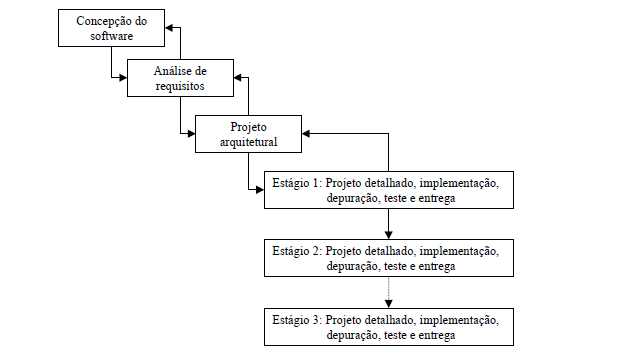 Concepção do
software
Análise de
requisitos
Projeto
arquitetural
Estágio 1: Projeto detalhado, implementação,
depuração, teste e entrega
Estágio 2: Projeto detalhado, implementação,
depuração, teste e entrega
Estágio 3: Projeto detalhado, implementação,
depuração, teste e entrega